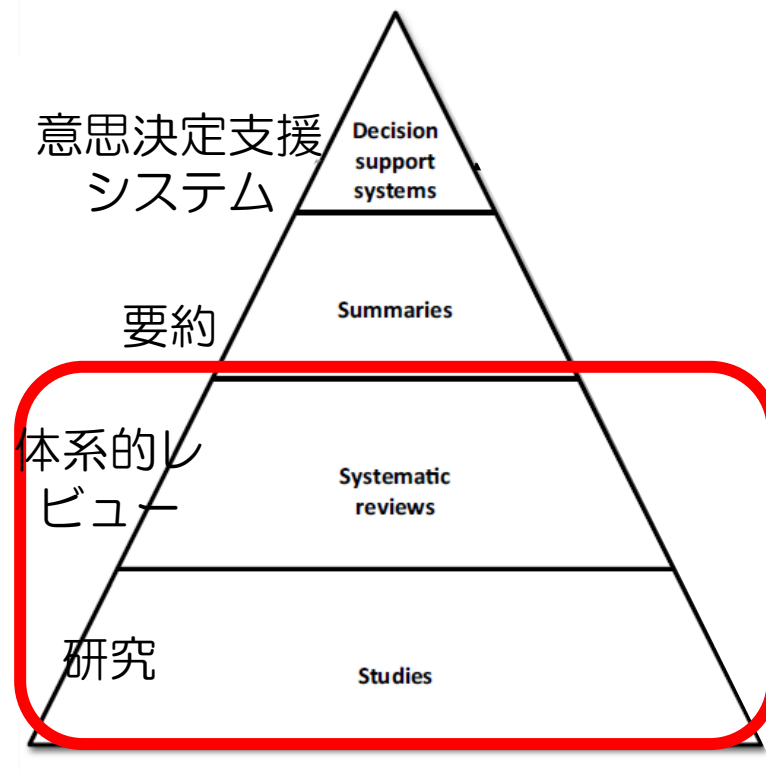 意思決定支援
システム
Decision
support
systems
要約
Summaries
体系的レ
ビュー
Systematic
reviews
研究
Studies